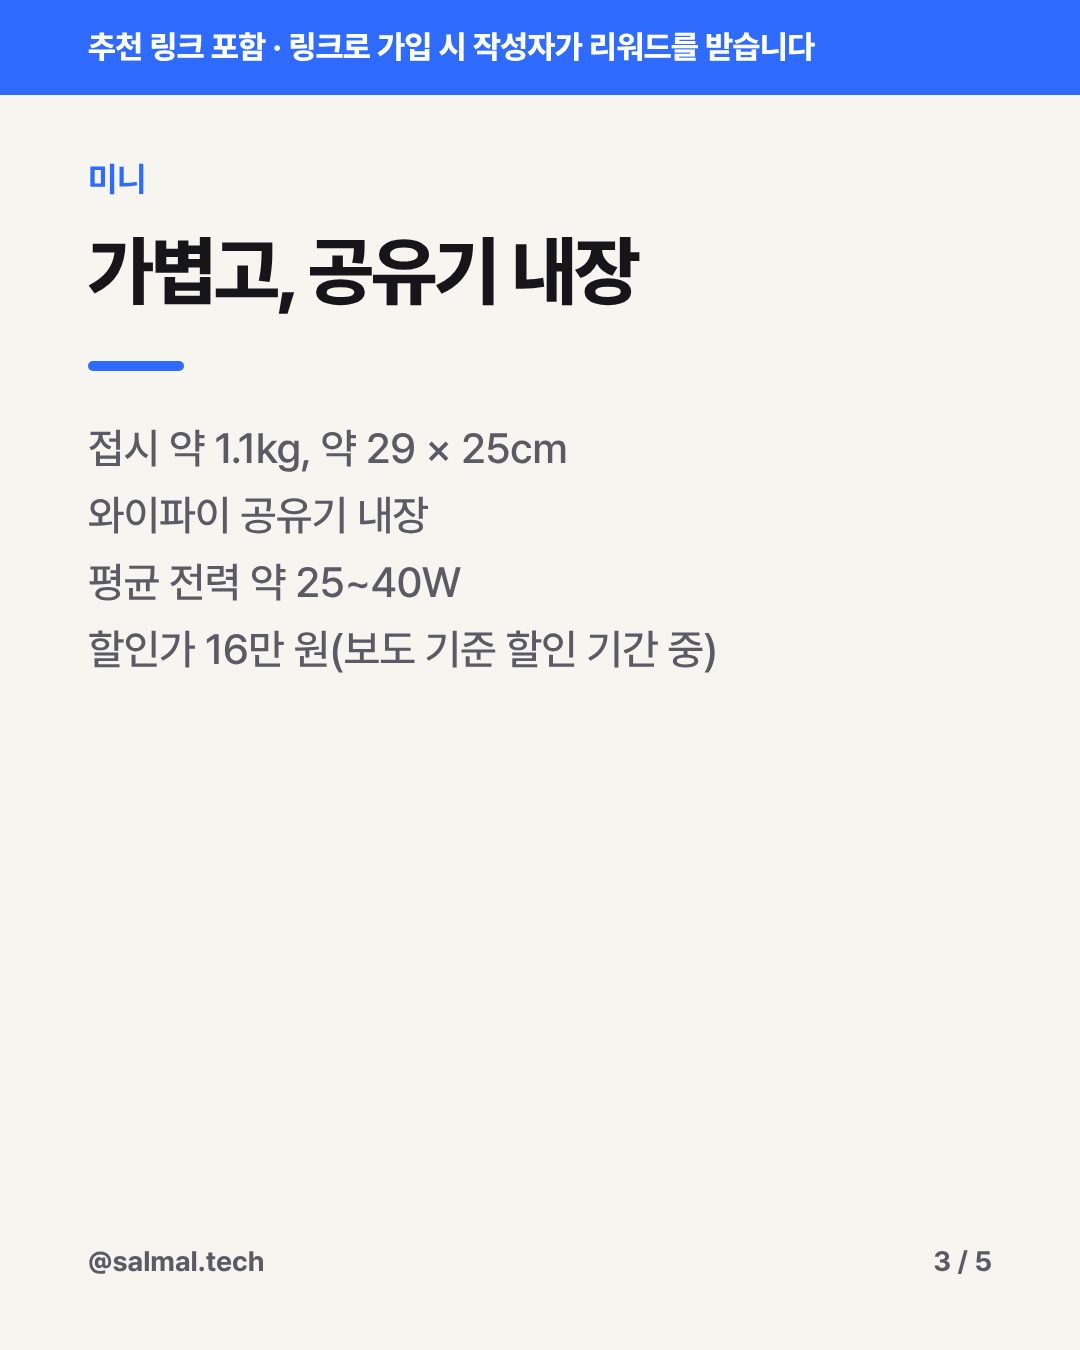 추천 링크 포함 · 링크로 가입 시 작성자가 리워드를 받습니다
미니
가볍고, 공유기 내장
접시 약 1.1kg, 약 29 × 25cm
와이파이 공유기 내장
평균 전력 약 25~40W
할인가 16만 원(보도 기준 할인 기간 중)
@salmal.tech
3 / 5